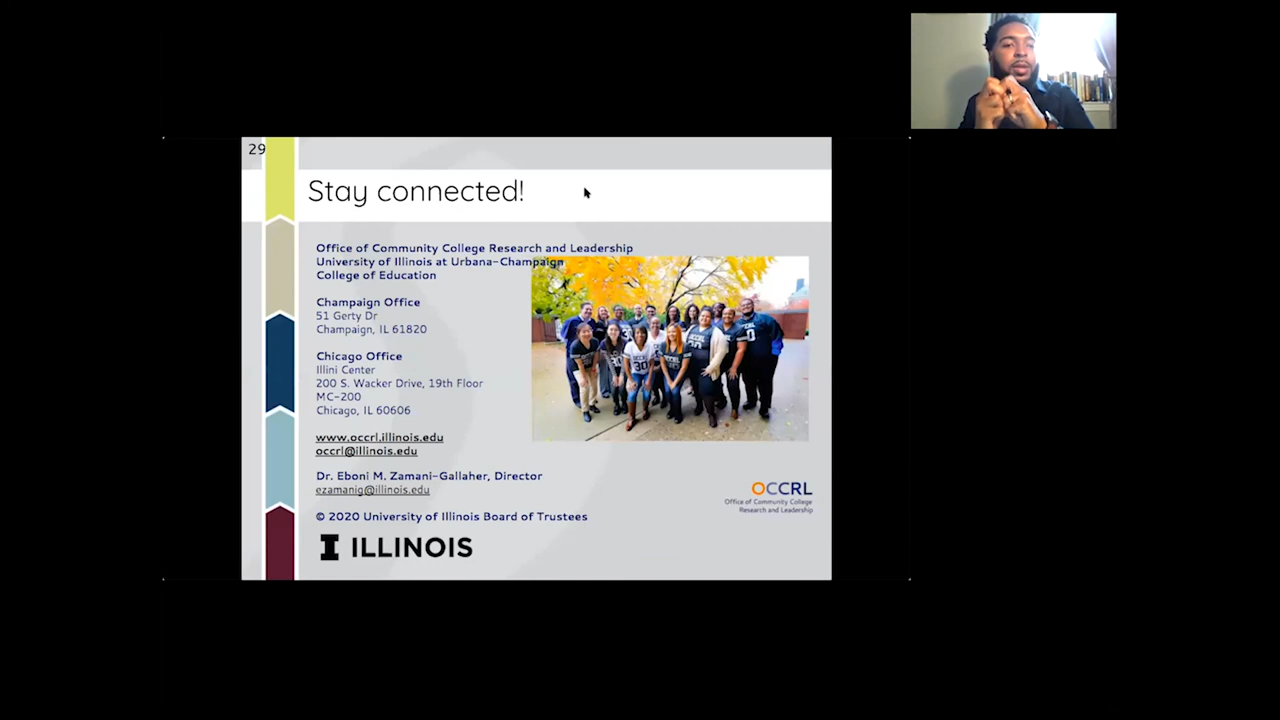 29
Stay connected!
Office of Community College Research and Leadership
University of Illinois at Urbana-Champaign
College of Education
Champaign Office
51 Gerty Dr
Champaign, IL 61820
Chicago Office
Illini Center
200 S. Wacker Drive, 19th Floor
MC-200
Chicago, IL 60606
www.occrl.illinois.edu
occrl@illinois.edu
Dr. Eboni M. Zamani-Gallaher, Director
ezamanig@illinois.edu
© 2020 University of Illinois Board of Trustees
I ILLINOIS
OCCRL
Office of Community College
Research and Leadership
OCCRL
30